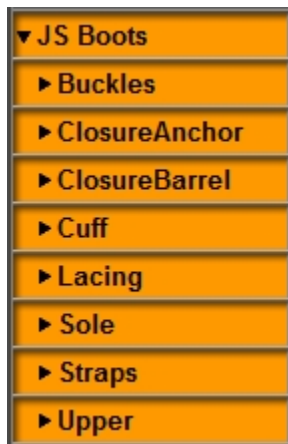 JS Boots
Buckles
ClosureAnchor
ClosureBarrel
Cuff
Lacing
Sole
Straps
Upper